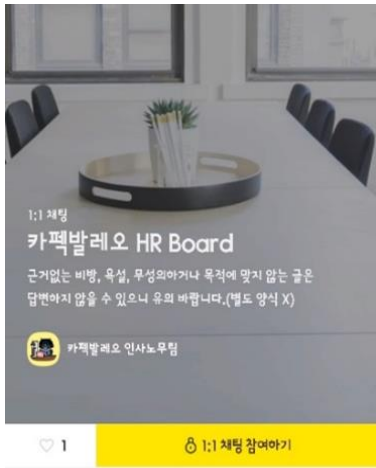 1:1 채팅
카펙발레오 HR Board
근거없는 비방, 욕설, 무성의하거나 목적에 맞지 않는 글은
답변하지 않을 수 있으니 유의 바랍니다.(별도 양식 X)
카펙발레오 인사노무팀
1
1:1 채팅 참여하기